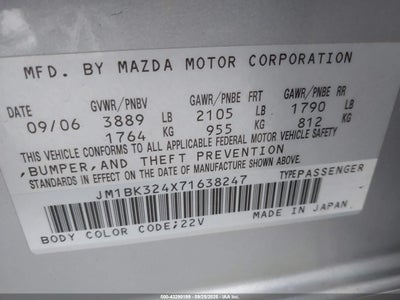 MFD. BY MAZDA MOTOR CORPORATION
DATE GVWR/PNBV GAWR/PNBE FRT GAWR/PNBE RR
09/06 3889 LB 2105 LB 1790 LB
1764 KG 955 KG 812 KG
THIS VEHICLE CONFORMS TO ALL APPLICABLE FEDERAL MOTOR VEHICLE SAFETY
,BUMPER,AND THEFT PREVENTION
STANDARDS IN EFFECT ON THE DATE OF MANUFACTURE SHOWN ABOVE.
JM1BK324X71638247 TYPE:PASSENGER
BODY COLOR CODE;22V MADE IN JAPAN